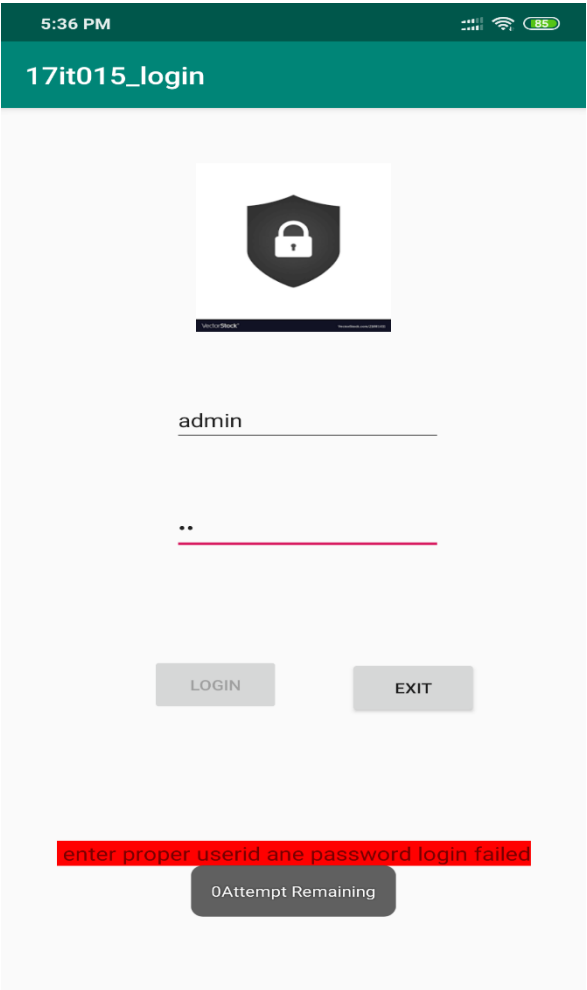 5:36 PM
85
17it015_login
VectorStock
admin
LOGIN
EXIT
enter proper userid ane password login failed
0Attempt Remaining